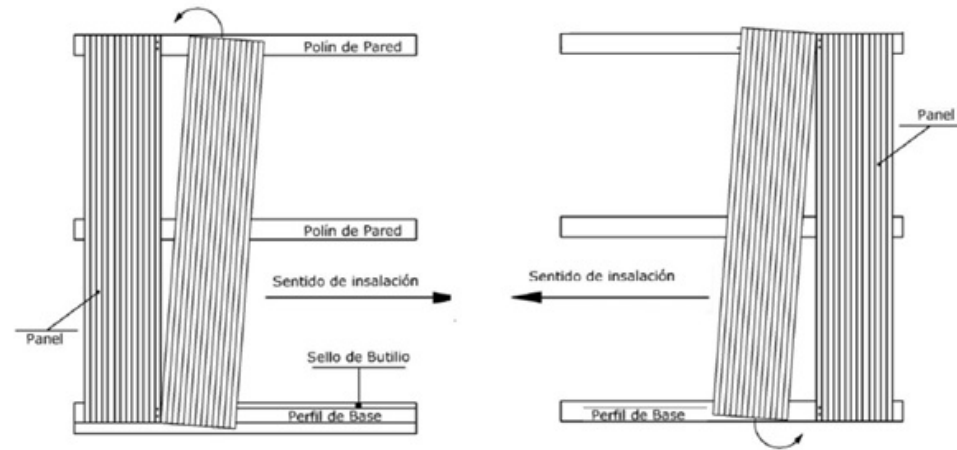 Polín de Pared
Panel
Polín de Pared
Sentido de insalación
Sentido de insalación
Panel
Sello de Butilio
Perfil de Base
Perfil de Base